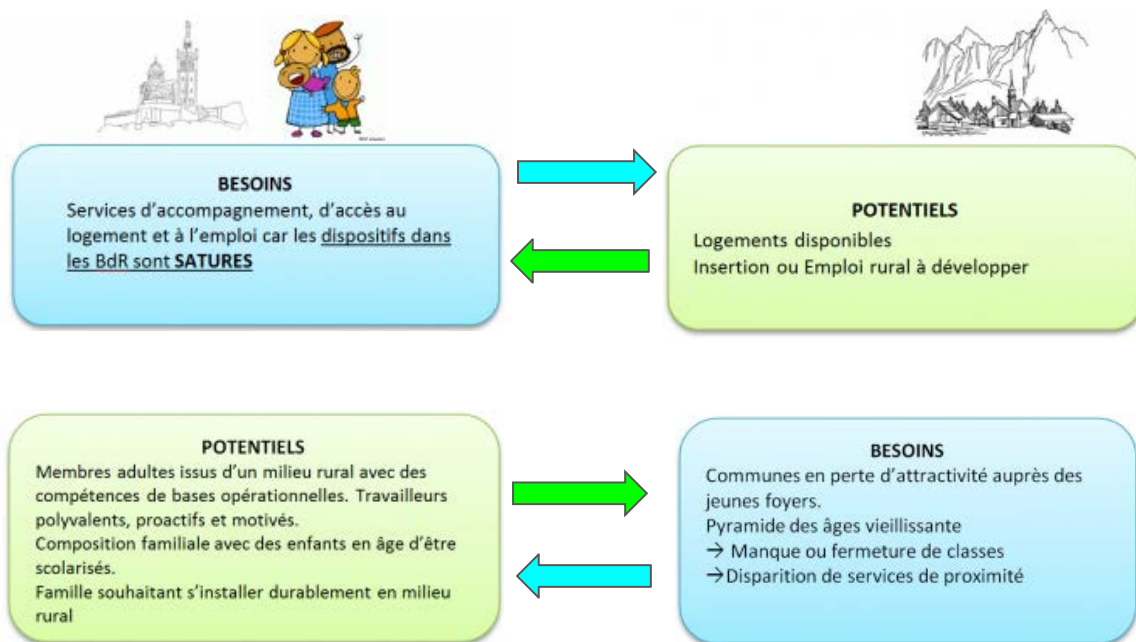 BESOINS
Services d'accompagnement, d'accès au
logement et à l'emploi car les dispositifs dans
les BdR sont SATURES
POTENTIELS
Logements disponibles
Insertion ou Emploi rural à développer
POTENTIELS
Membres adultes issus d'un milieu rural avec des
compétences de bases opérationnelles. Travailleurs
polyvalents, proactifs et motivés.
Composition familiale avec des enfants en âge d'être
scolarisés.
Famille souhaitant s'installer durablement en milieu
rural
BESOINS
Communes en perte d'attractivité auprès des
jeunes foyers.
Pyramide des âges vieillissante
→ Manque ou fermeture de classes
→Disparition de services de proximité